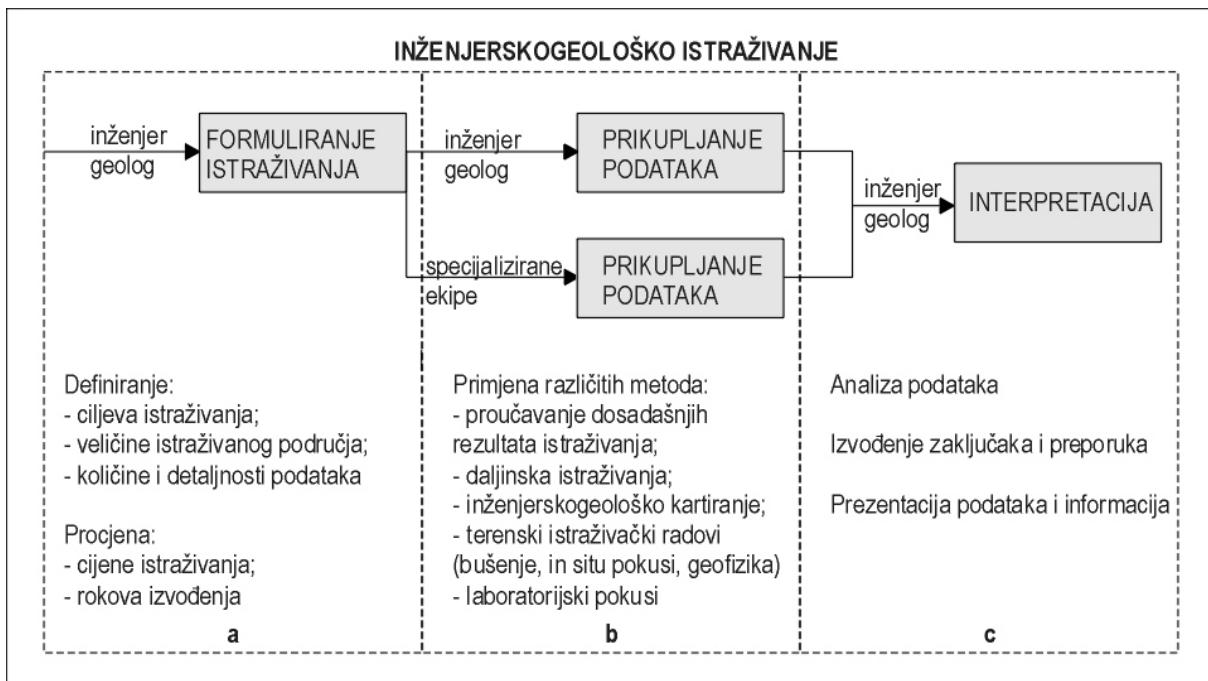 INŽENJERSKOGEOLOŠKO ISTRAŽIVANJE
inženjer
geolog
FORMULIRANJE
ISTRAŽIVANJA
inženjer
geolog
PRIKUPLJANJE
PODATAKA
specijalizirane
ekipe
PRIKUPLJANJE
PODATAKA
inženjer
geolog
INTERPRETACIJA
Definiranje:
- ciljeva istraživanja;
- veličine istraživanog područja;
- količine i detaljnosti podataka
Procjena:
- cijene istraživanja;
- rokova izvođenja
a
Primjena različitih metoda:
- proučavanje dosadašnjih
rezultata istraživanja;
- daljinska istraživanja;
- inženjerskogeološko kartiranje;
- terenski istraživački radovi
(bušenje, in situ pokusi, geofizika)
- laboratorijski pokusi
b
Analiza podataka
Izvođenje zaključaka i preporuka
Prezentacija podataka i informacija
c